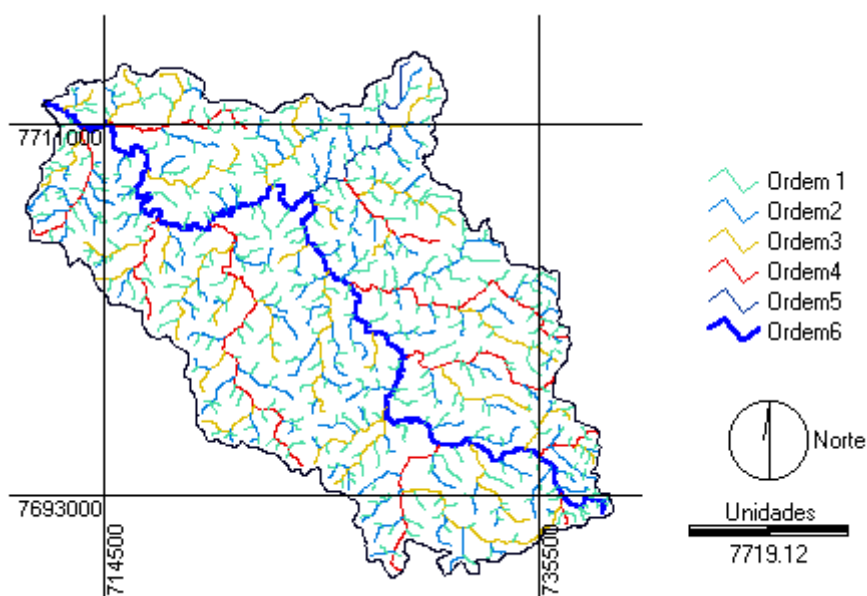 7711000
7693000
714500
735500
Ordem 1
Ordem2
Ordem3
Ordem4
Ordem5
Ordem6
Norte
Unidades
7719.12